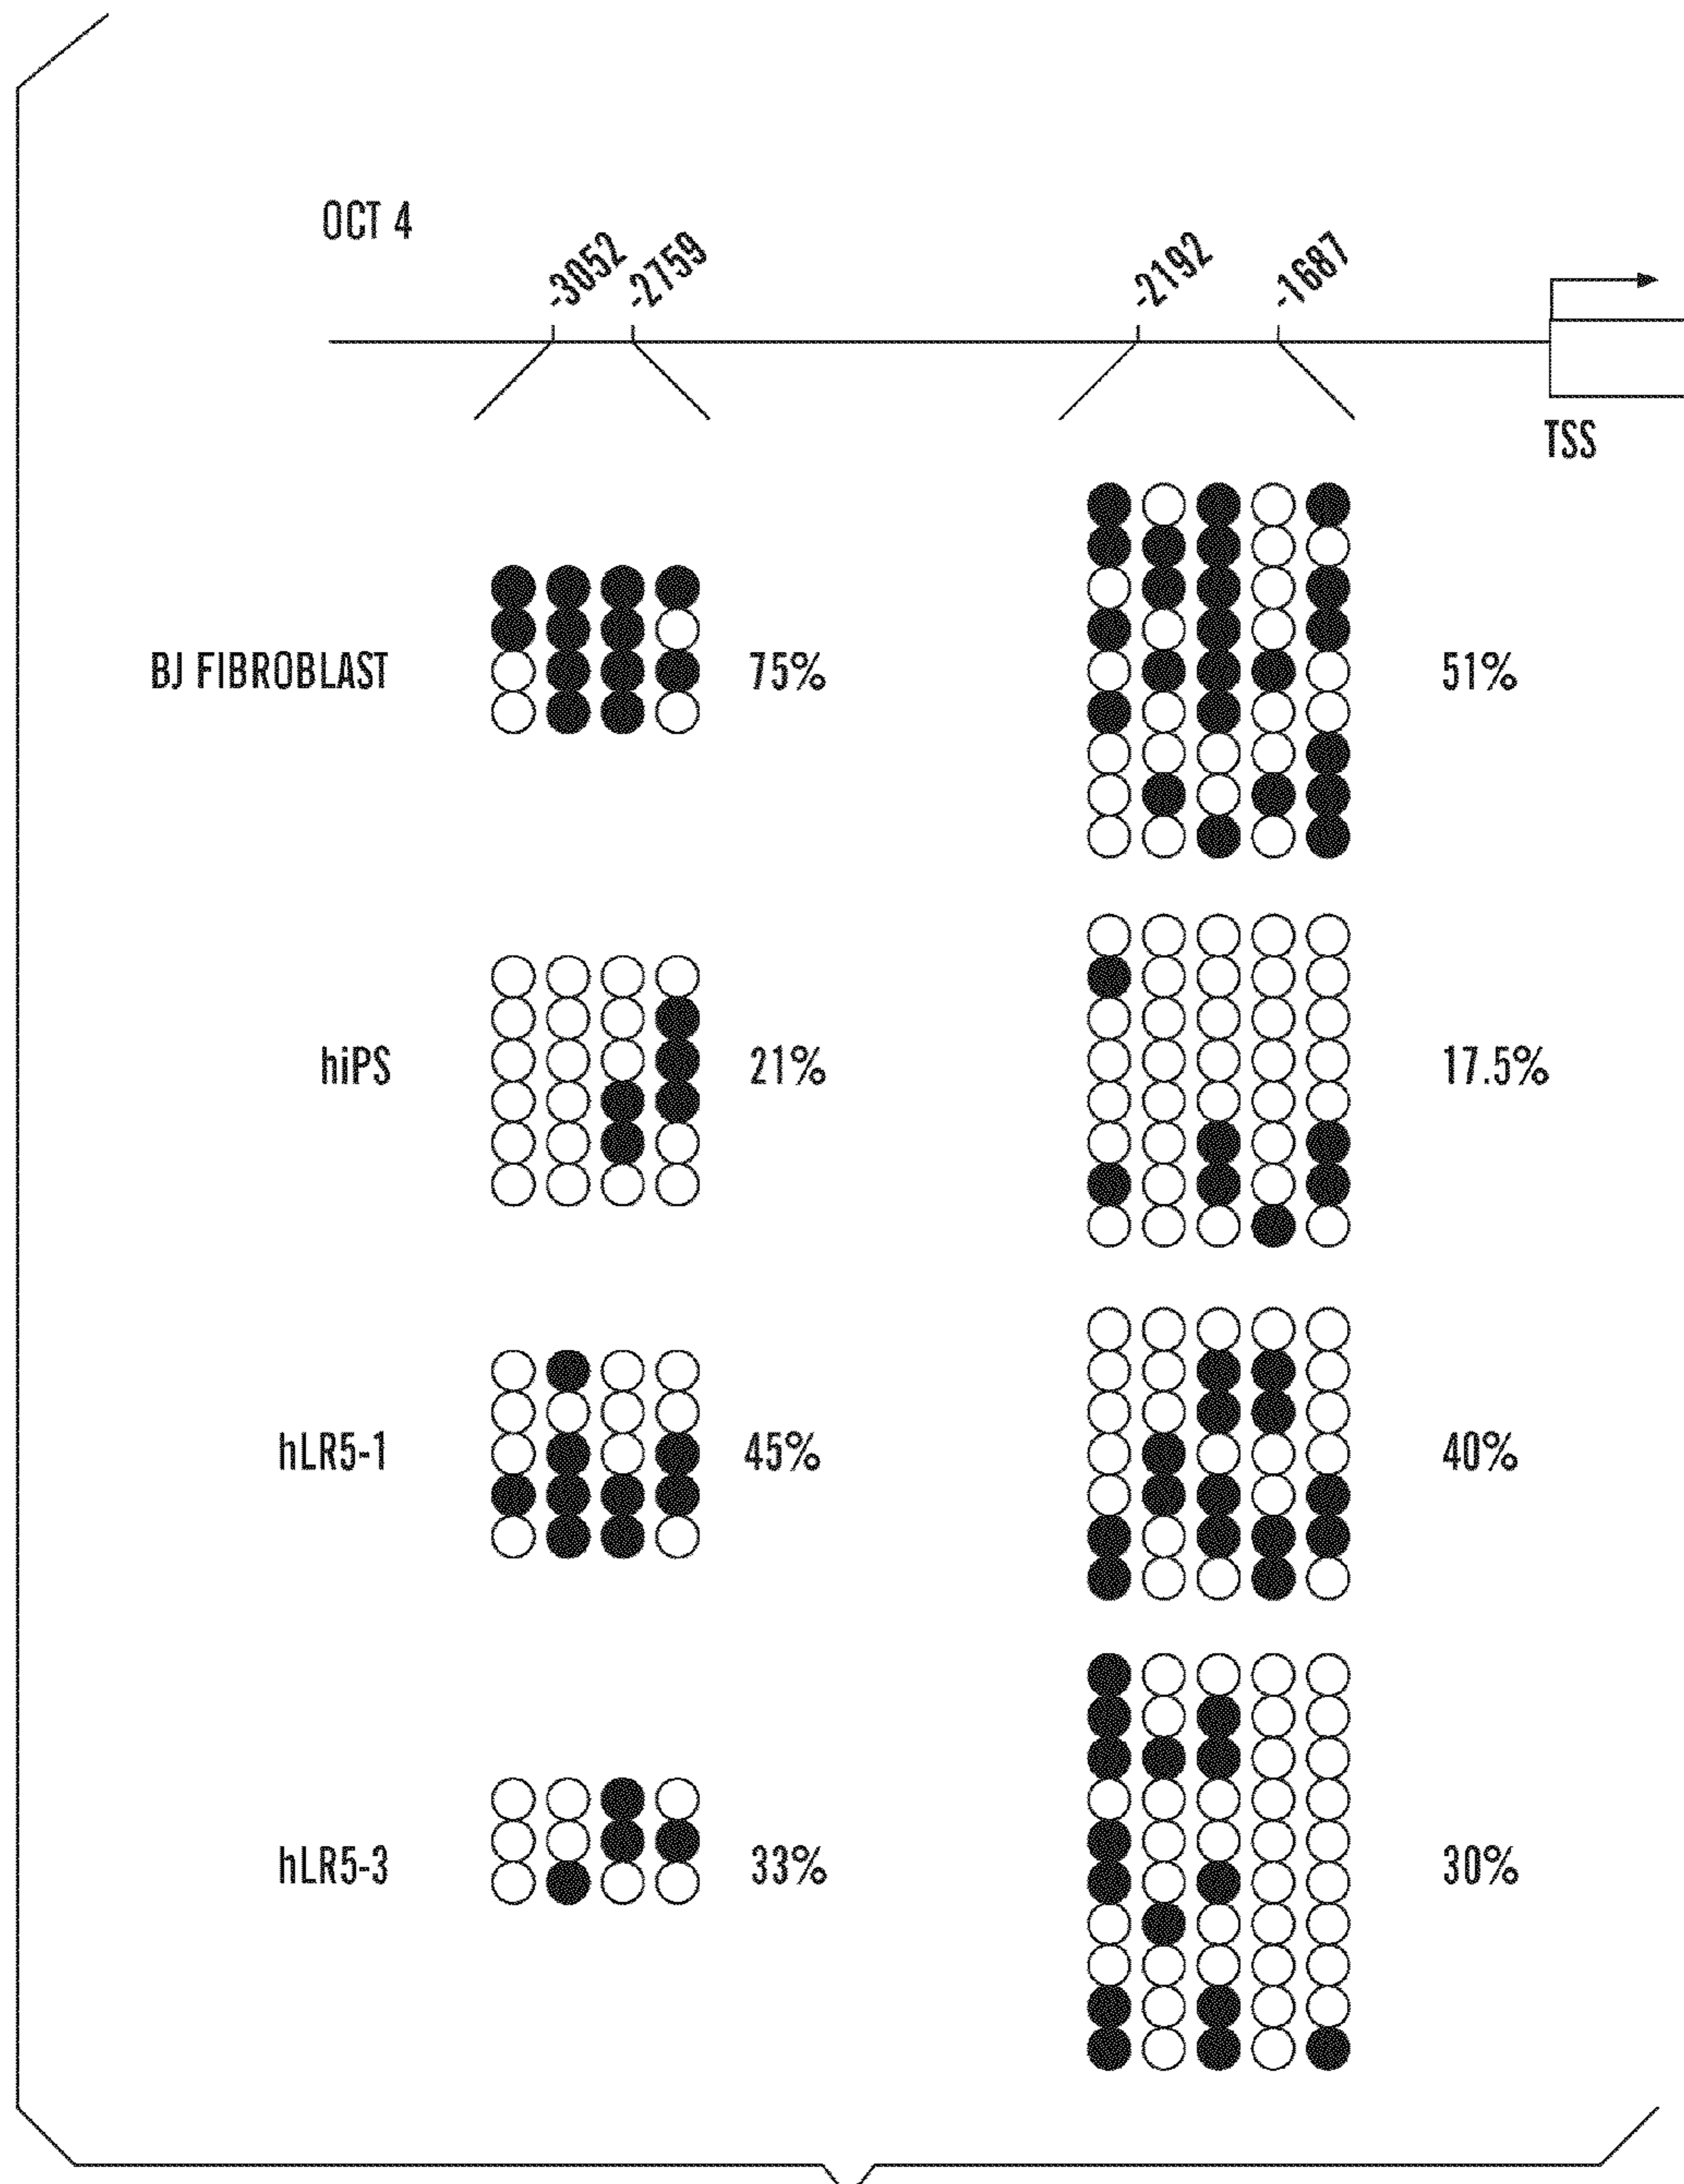 OCT 4
-3052
-2759
-2192
-1687
TSS
BJ FIBROBLAST
75%
51%
hiPS
21%
17.5%
hLR5-1
45%
40%
hLR5-3
33%
30%